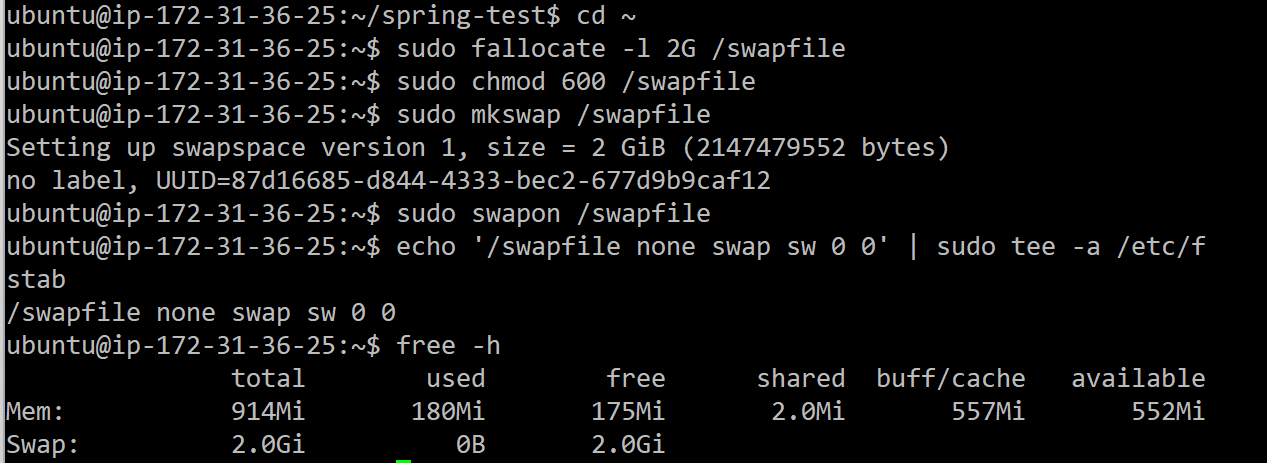 ubuntu@ip-172-31-36-25:~/spring-test$ cd ~
ubuntu@ip-172-31-36-25:~$ sudo fallocate -l 2G /swapfile
ubuntu@ip-172-31-36-25:~$ sudo chmod 600 /swapfile
ubuntu@ip-172-31-36-25:~$ sudo mkswap /swapfile
Setting up swapspace version 1, size = 2 GiB (2147479552 bytes)
no label, UUID=87d16685-d844-4333-bec2-677d9b9caf12
ubuntu@ip-172-31-36-25:~$ sudo swapon /swapfile
ubuntu@ip-172-31-36-25:~$ echo '/swapfile none swap sw 0 0' | sudo tee -a /etc/f
stab
/swapfile none swap sw 0 0
ubuntu@ip-172-31-36-25:~$ free -h
               total        used        free      shared  buff/cache   available
Mem:           914Mi       180Mi       175Mi       2.0Mi       557Mi       552Mi
Swap:          2.0Gi          0B       2.0Gi